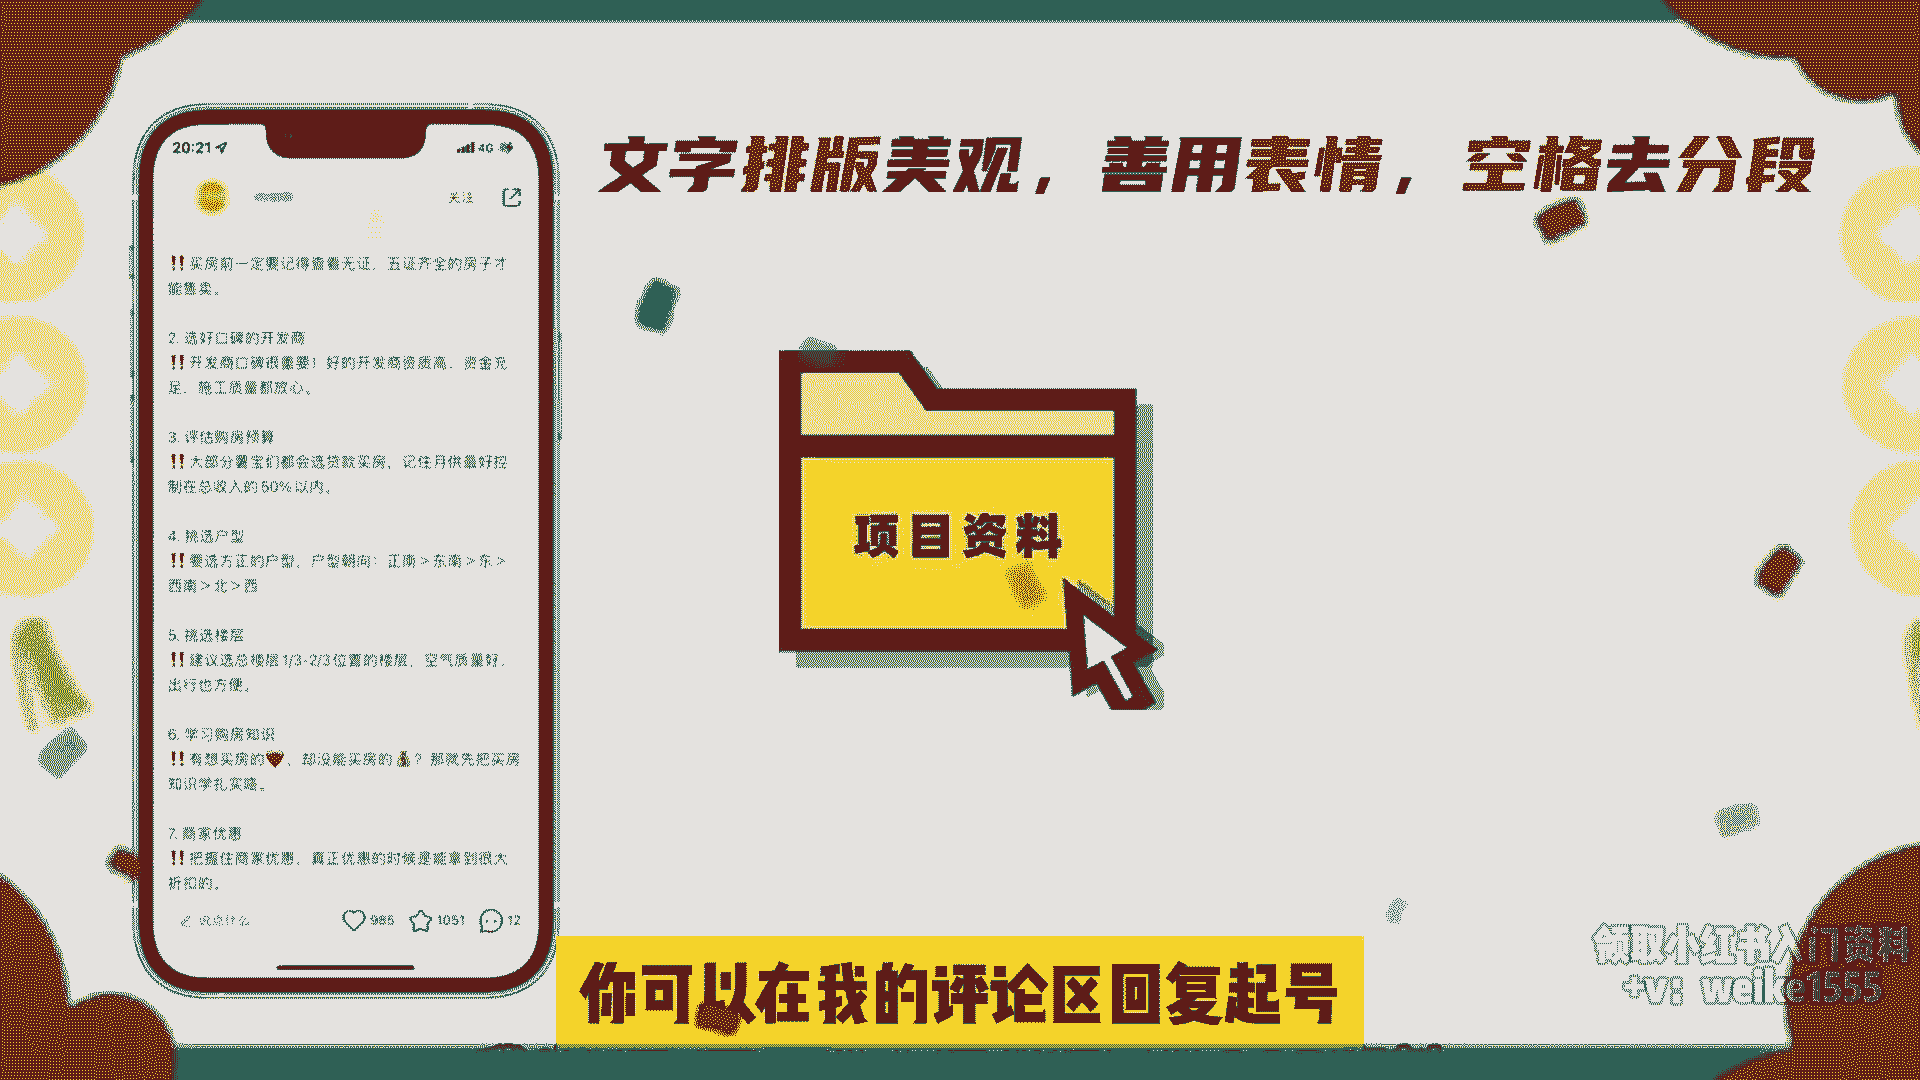 文字排版美观，善用表情，空格去分段
20:21
4G
关注
‼买房前一定要记得查看无证，五证齐全的房子才
能售卖。
2. 选好口碑的开发商
‼开发商口碑很重要！好的开发商资质高，资金充
足，施工质量都放心。
3. 评估购房预算
‼大部分薯宝们都会选贷款买房，记住月供最好控
制在总收入的50%以内。
4. 挑选户型
‼要选方正的户型，户型朝向：正南＞东南＞东＞
西南＞北＞西
5. 挑选楼层
‼建议选总楼层1/3-2/3位置的楼层，空气质量好，
出行也方便。
6. 学习购房知识
‼有想买房的❤️，却没能买房的💰？那就先把买房
知识学扎实咯。
7. 商家优惠
‼把握住商家优惠，真正优惠的时候是能拿到很大
折扣的。
说点什么
985
1051
12
项目资料
你可以在我的评论区回复起号
领取小红书入门资料
+v：weike1555